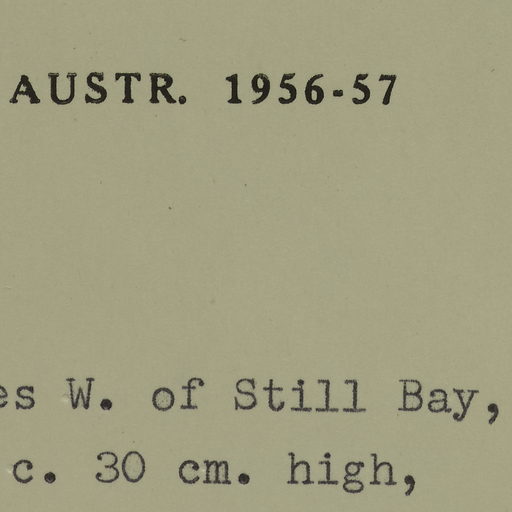 AUSTR. 1956-57
es W. of Still Bay,
c. 30 cm. high,